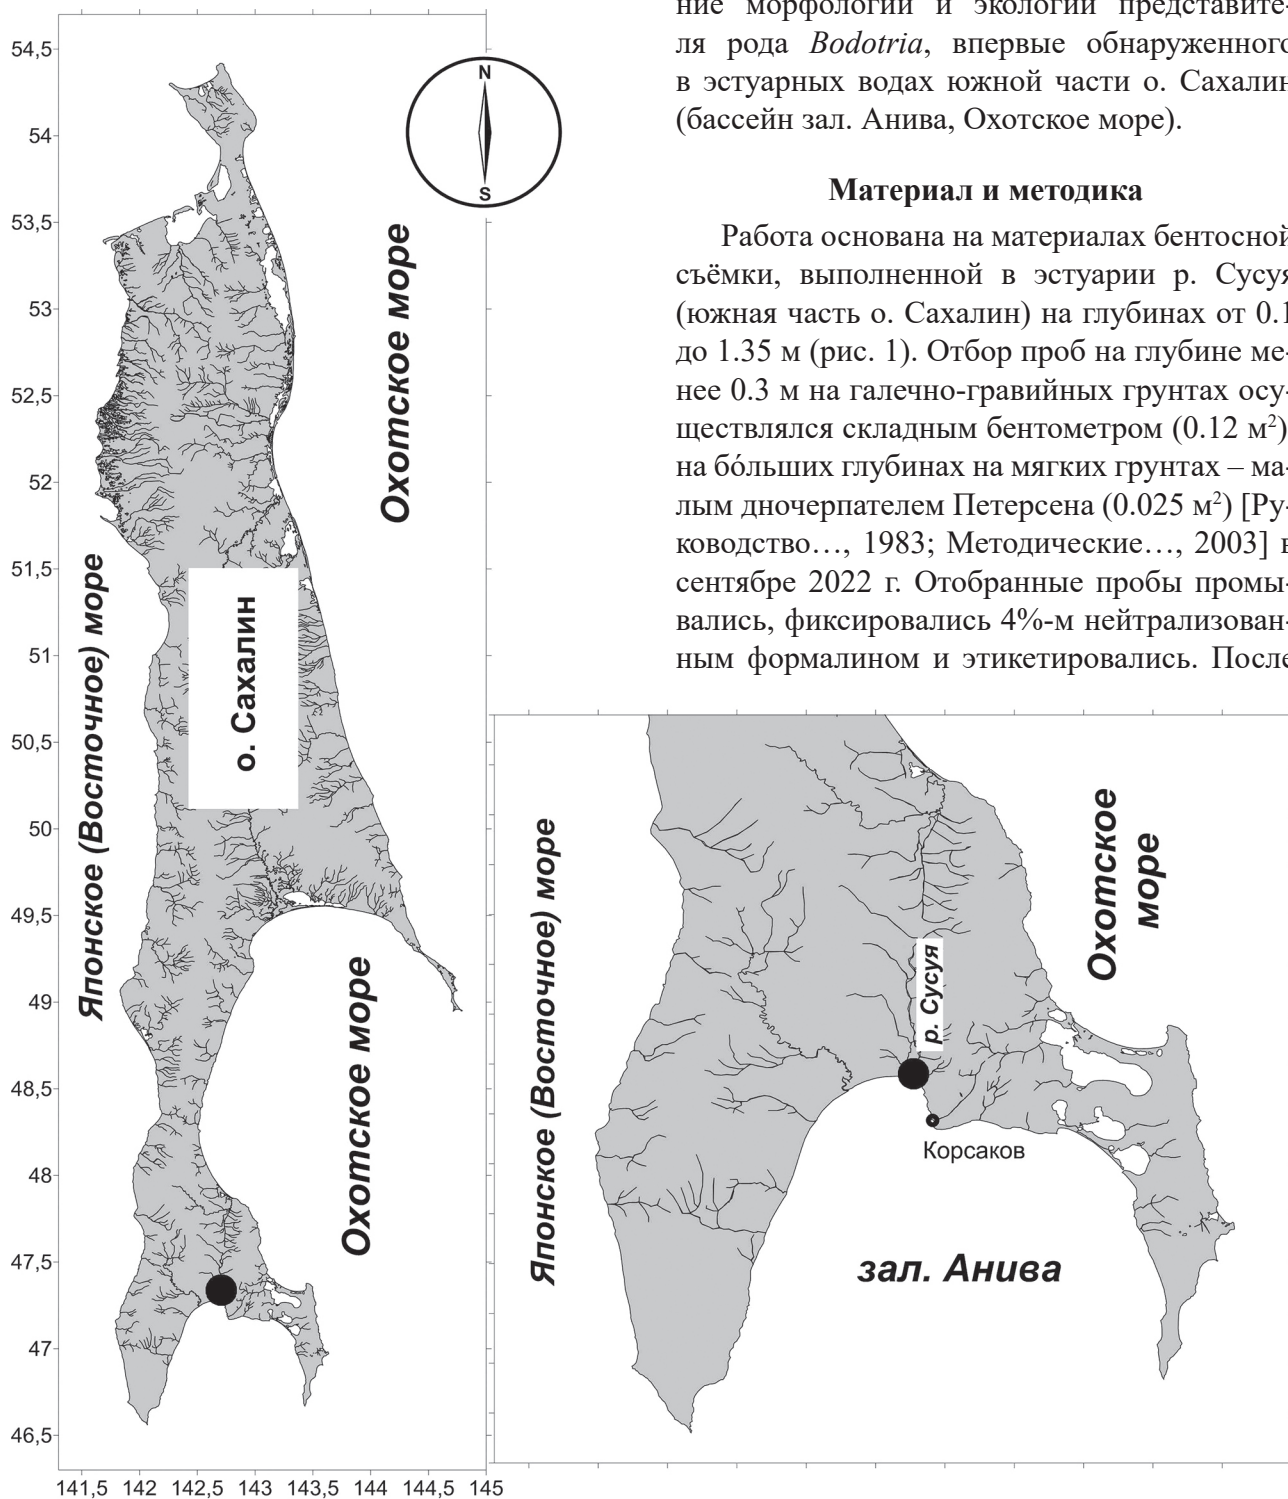 ние морфологии и экологии представите-
ля рода Bodotria, впервые обнаруженного
в эстуарных водах южной части о. Сахалин
(бассейн зал. Анива, Охотское море).
Материал и методика
Работа основана на материалах бентосной
съёмки, выполненной в эстуарии р. Сусуя
(южная часть о. Сахалин) на глубинах от 0.1
до 1.35 м (рис. 1). Отбор проб на глубине ме-
нее 0.3 м на галечно-гравийных грунтах осу-
ществлялся складным бентометром (0.12 м²)
на бо́льших глубинах на мягких грунтах – ма-
лым дночерпателем Петерсена (0.025 м²) [Ру-
ководство…, 1983; Методические…, 2003] в
сентябре 2022 г. Отобранные пробы промы-
вались, фиксировались 4%-м нейтрализован-
ным формалином и этикетировались. После
54,5
54
53,5
53
52,5
52
51,5
51
50,5
50
49,5
49
48,5
48
47,5
47
46,5
141,5 142 142,5 143 143,5 144 144,5 145
N
S
Охотское море
Японское (Восточное) море
о. Сахалин
Охотское море
Японское (Восточное) море
Охотское
море
р. Сусуя
Корсаков
зал. Анива